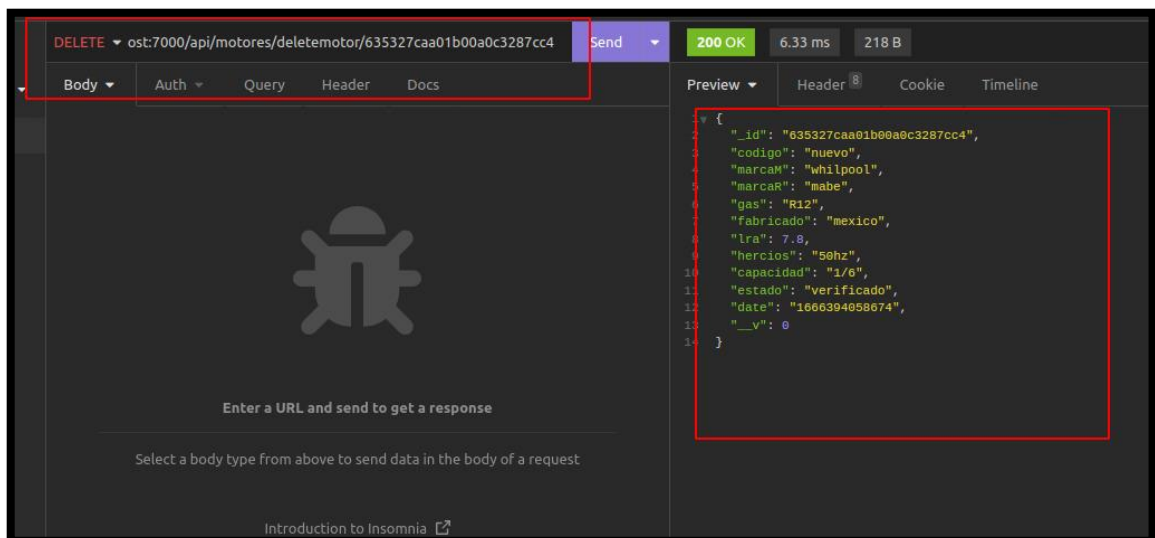 DELETE ost:7000/api/motores/deletemotor/635327caa01b00a0c3287cc4 Send
200 OK 6.33 ms 218 B
Body Auth Query Header Docs
Preview Header 8 Cookie Timeline
1 {
2 "_id": "635327caa01b00a0c3287cc4",
3 "codigo": "nuevo",
4 "marcaM": "whilpool",
5 "marcaR": "mabe",
6 "gas": "R12",
7 "fabricado": "mexico",
8 "lra": 7.8,
9 "hercios": "50hz",
10 "capacidad": "1/6",
11 "estado": "verificado",
12 "date": "1666394058674",
13 "__v": 0
14 }
Enter a URL and send to get a response
Select a body type from above to send data in the body of a request
Introduction to Insomnia